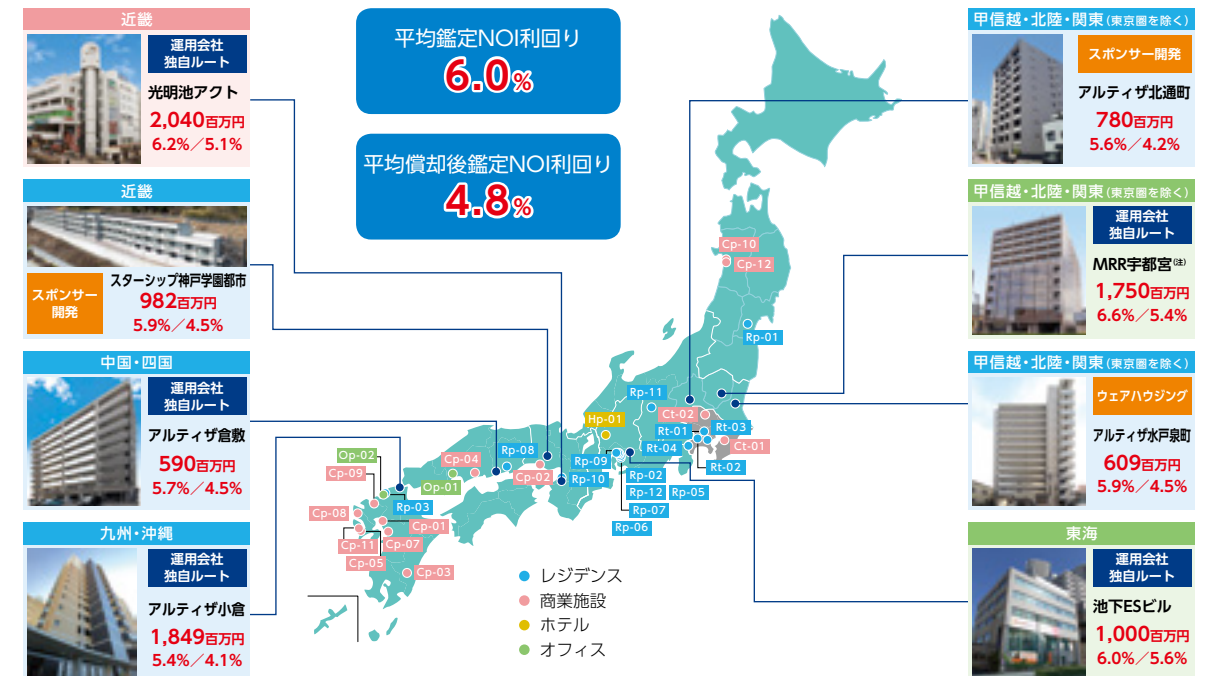 近畿
運用会社
独自ルート
光明池アクト
2,040百万円
6.2%／5.1%
近畿
スポンサー
開発
スターシップ神戸学園都市
982百万円
5.9%／4.5%
中国・四国
運用会社
独自ルート
アルティザ倉敷
590百万円
5.7%／4.5%
九州・沖縄
運用会社
独自ルート
アルティザ小倉
1,849百万円
5.4%／4.1%
平均鑑定NOI利回り
6.0%
平均償却後鑑定NOI利回り
4.8%
Cp-10
Cp-12
Rp-01
Rp-11
Hp-01
Ct-02
Rt-01
Rt-03
Rt-04
Ct-01
Rt-02
Op-02
Cp-09
Cp-04
Rp-08
Rp-09
Op-01
Cp-02
Rp-10
Rp-02
Rp-12
Rp-05
Rp-03
Rp-07
Cp-08
Cp-01
Rp-06
Cp-11
Cp-07
Cp-05
Cp-03
レジデンス
商業施設
ホテル
オフィス
甲信越・北陸・関東（東京圏を除く）
スポンサー開発
アルティザ北通町
780百万円
5.6%／4.2%
甲信越・北陸・関東（東京圏を除く）
運用会社
独自ルート
MRR宇都宮(注)
1,750百万円
6.6%／5.4%
甲信越・北陸・関東（東京圏を除く）
ウェアハウジング
アルティザ水戸泉町
609百万円
5.9%／4.5%
東海
運用会社
独自ルート
池下ESビル
1,000百万円
6.0%／5.6%